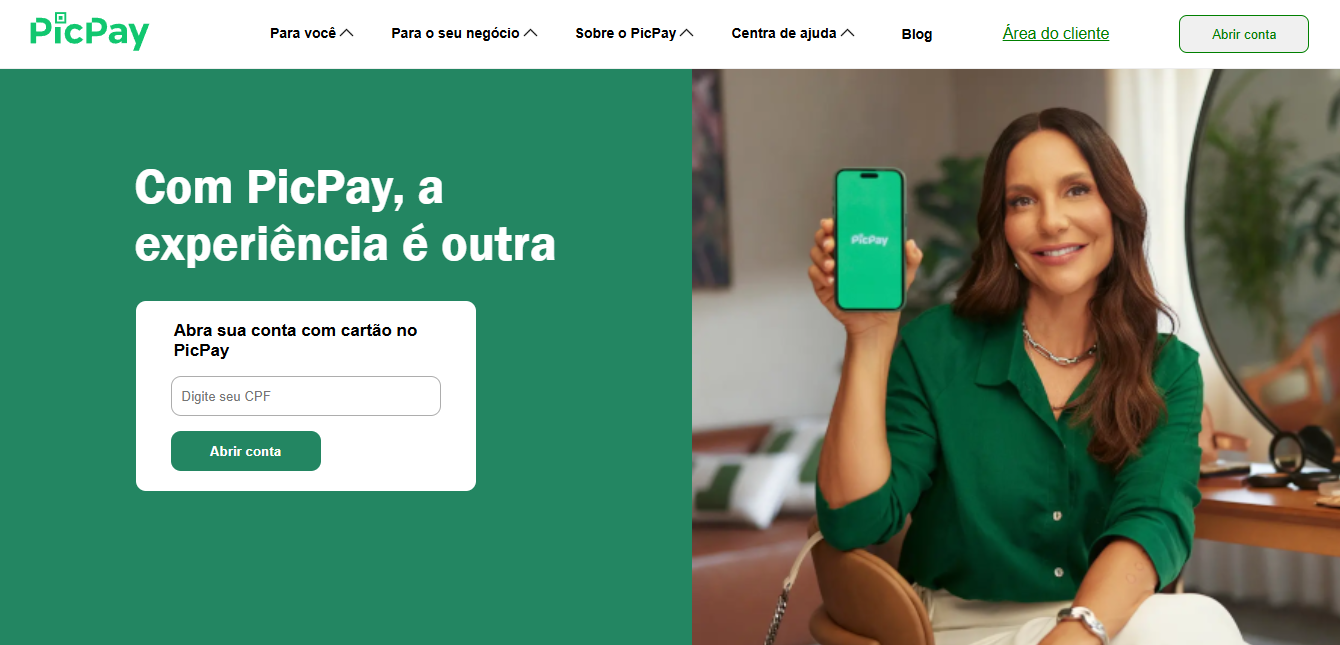 PicPay
Para você
Para o seu negócio
Sobre o PicPay
Centra de ajuda
Blog
Área do cliente
Abrir conta
Com PicPay, a
experiência é outra
Abra sua conta com cartão no
PicPay
Digite seu CPF
Abrir conta
PicPay